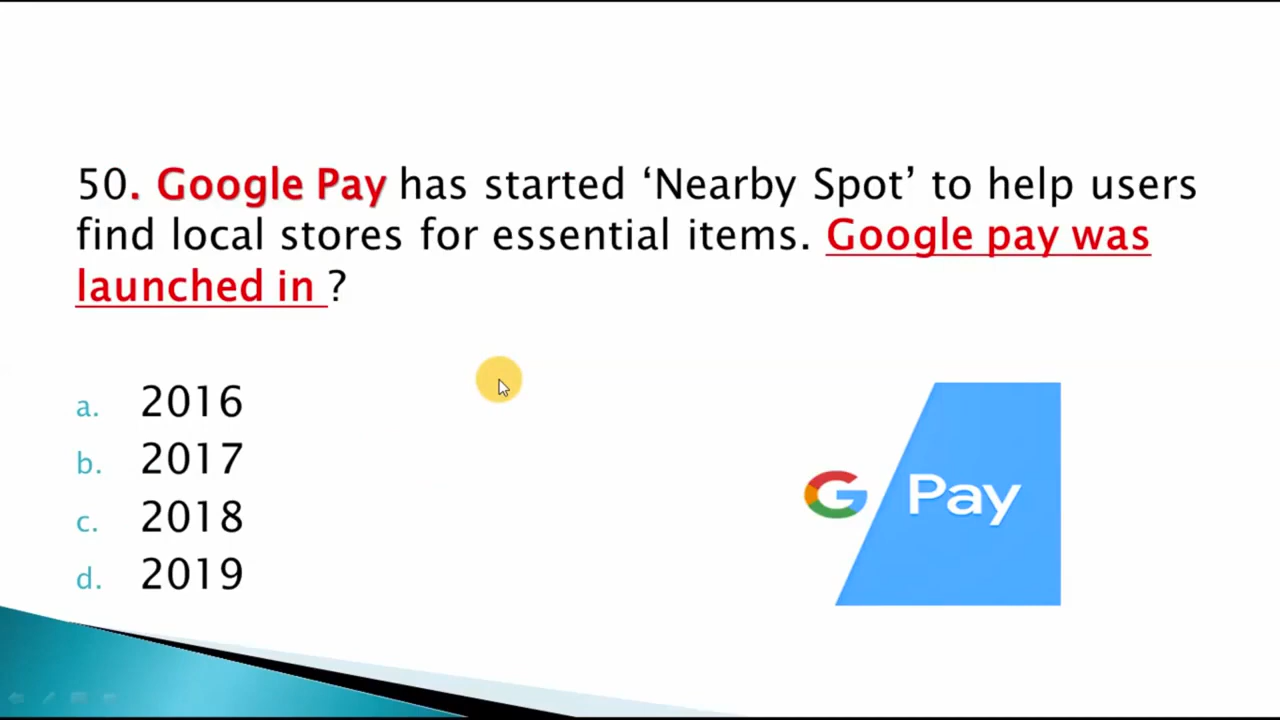 50. Google Pay has started ‘Nearby Spot’ to help users
find local stores for essential items. Google pay was
launched in ?
a. 2016
b. 2017
c. 2018
d. 2019
G Pay